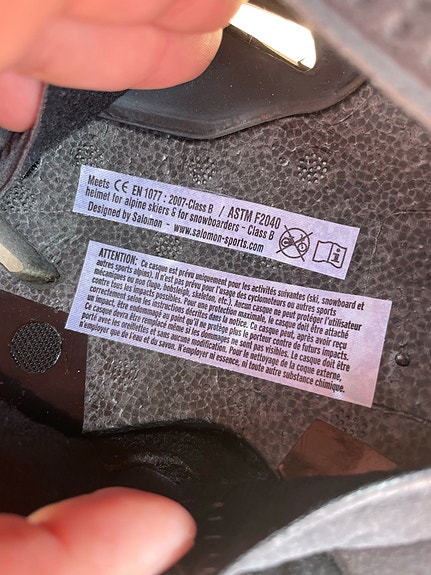 Meets CE EN 1077 : 2007-Class B / ASTM F2040
helmet for alpine skiers & for snowboarders - Class B
Designed by Salomon - www.salomon-sports.com
ATTENTION: Ce casque est prévu uniquement pour les activités suivantes (ski, snowboard et
autres sports alpins). Il n'est pas prévu pour l'usage des cyclomoteurs ou autres sports
mécaniques ou non (luge, bobsleigh, skeleton, etc.). Aucun casque ne peut protéger l'utilisateur
contre tous les impacts possibles. Pour une protection maximale, le casque doit être attaché
correctement selon les instructions décrites dans la notice. Ce casque peut, après avoir reçu
un impact, être endommagé au point qu'il ne protège plus le porteur contre de futurs impacts.
Ce casque devra être remplacé même si les dommages ne sont pas visibles. Le casque doit être
porté avec les oreillettes et sans aucune modification. Pour le nettoyage de la coque externe,
n'employer que de l'eau et du savon. N'employer ni essence, ni toute autre substance chimique.